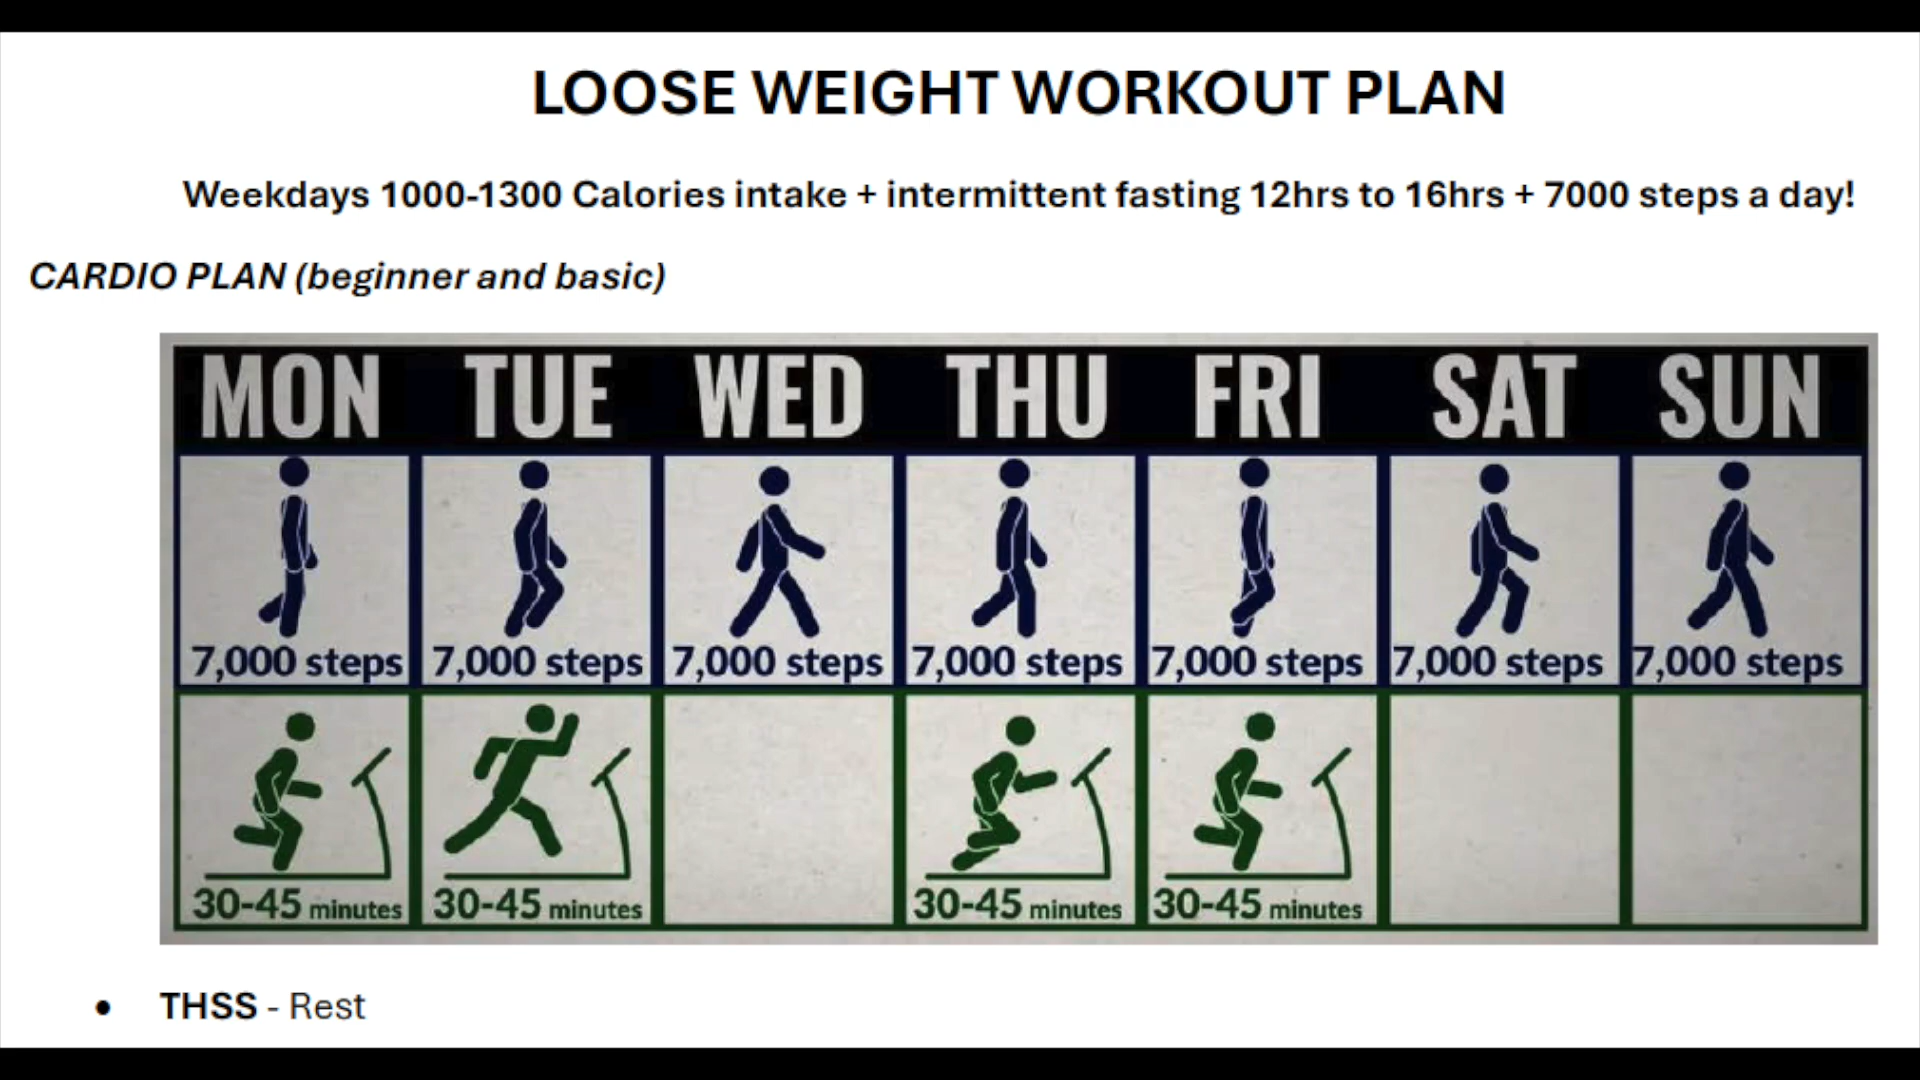 LOOSE WEIGHT WORKOUT PLAN
Weekdays 1000-1300 Calories intake + intermittent fasting 12hrs to 16hrs + 7000 steps a day!
CARDIO PLAN (beginner and basic)
MON TUE WED THU FRI SAT SUN
7,000 steps 7,000 steps 7,000 steps 7,000 steps 7,000 steps 7,000 steps 7,000 steps
30-45 minutes 30-45 minutes 30-45 minutes 30-45 minutes
• THSS - Rest